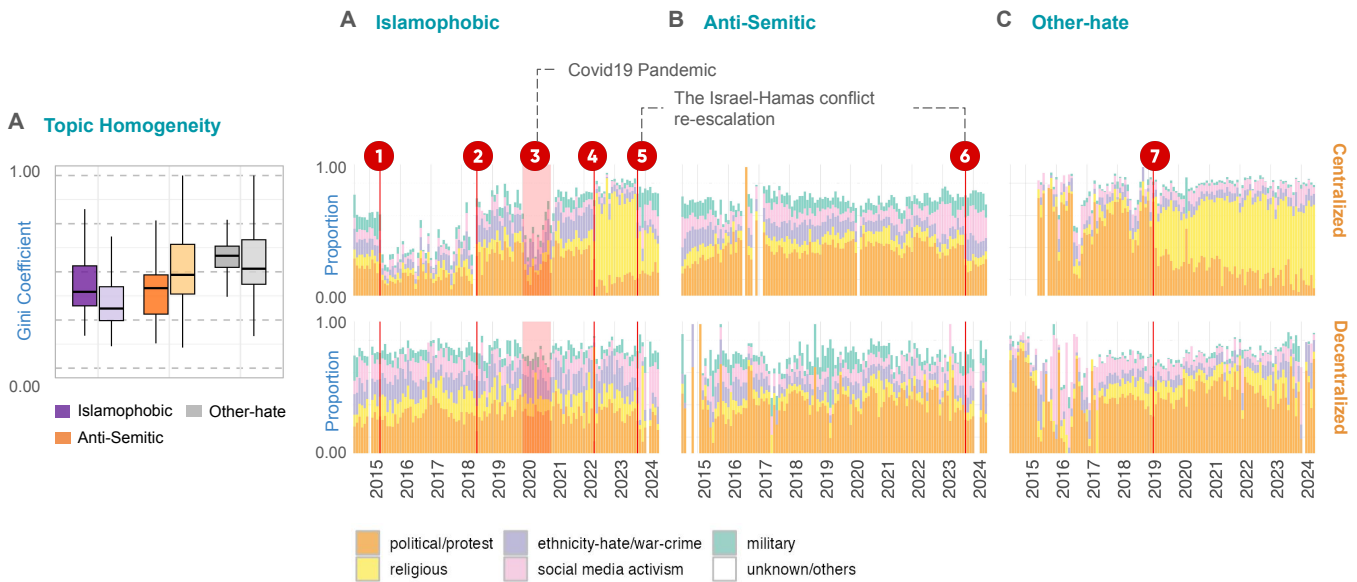 A Islamophobic
B Anti-Semitic
C Other-hate
Covid19 Pandemic
The Israel-Hamas conflict
re-escalation
A Topic Homogeneity
1.00
Gini Coefficient
0.00
Islamophobic
Other-hate
Anti-Semitic
1
2
3
4
5
6
7
1.00
Proportion
0.00
Proportion
Centralized
1.00
Proportion
0.00
Proportion
Decentralized
2015
2016
2017
2018
2019
2020
2021
2022
2023
2024
2015
2016
2017
2018
2019
2020
2021
2022
2023
2024
2015
2016
2017
2018
2019
2020
2021
2022
2023
2024
political/protest
ethnicity-hate/war-crime
military
religious
social media activism
unknown/others